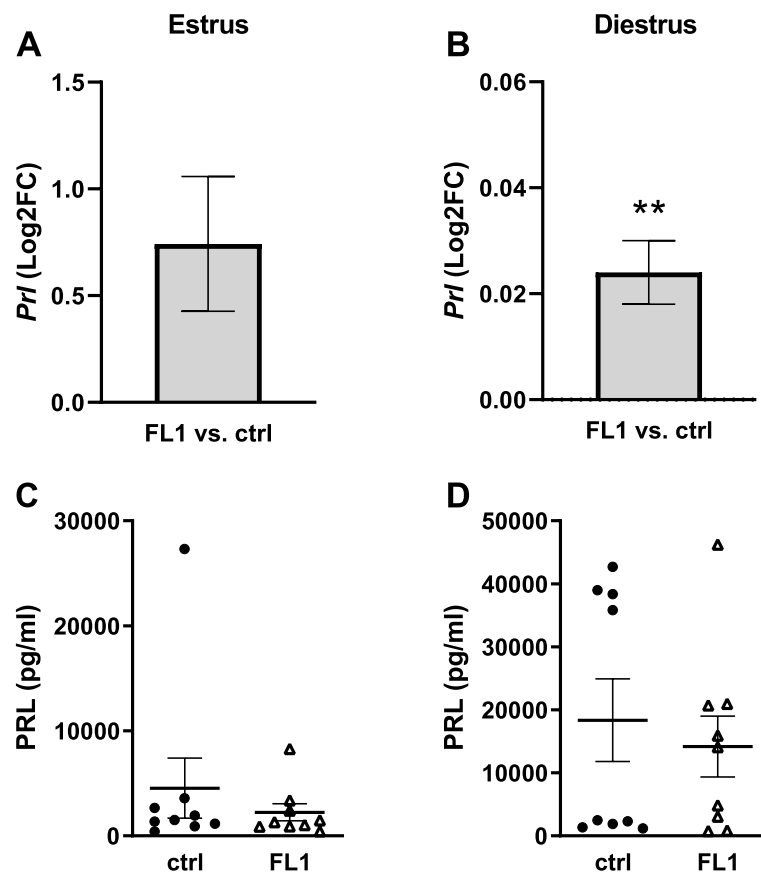 A
Estrus
1.5
1.0
0.5
0.0
Prl (Log2FC)
FL1 vs. ctrl
B
Diestrus
0.06
0.04
0.02
0.00
Prl (Log2FC)
**
FL1 vs. ctrl
C
30000
20000
10000
0
PRL (pg/ml)
ctrl FL1
D
50000
40000
30000
20000
10000
0
PRL (pg/ml)
ctrl FL1